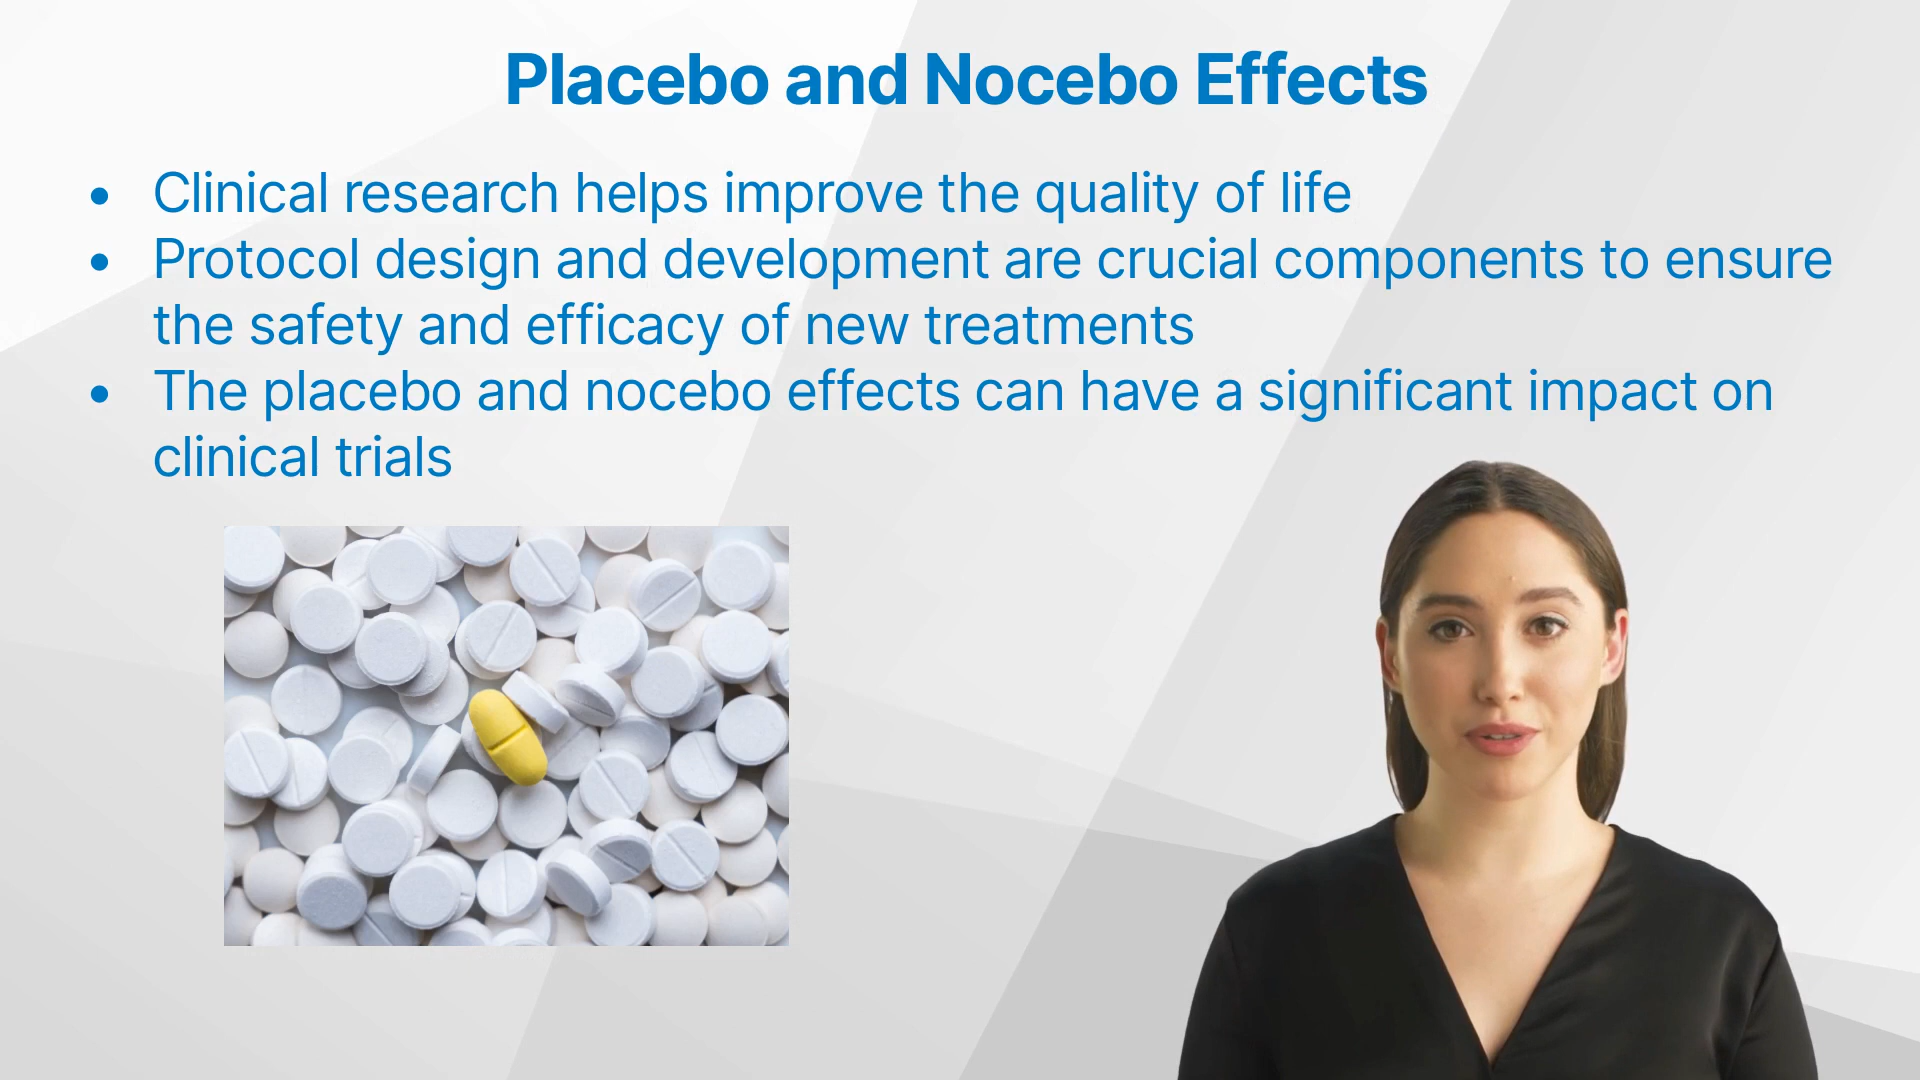 Placebo and Nocebo Effects
• Clinical research helps improve the quality of life
• Protocol design and development are crucial components to ensure
the safety and efficacy of new treatments
• The placebo and nocebo effects can have a significant impact on
clinical trials